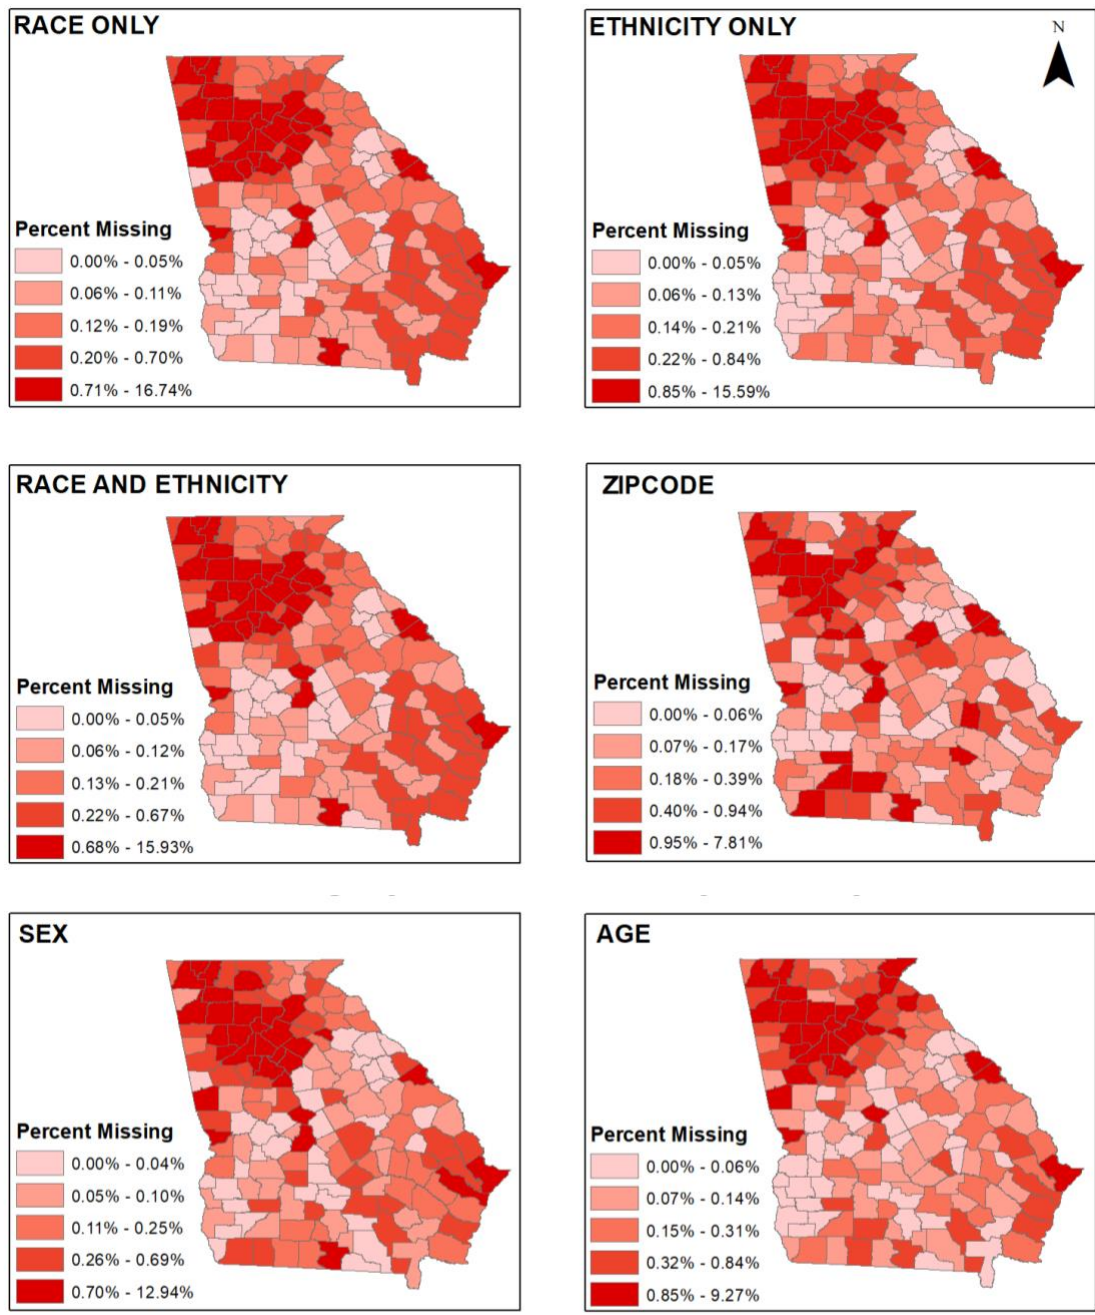 RACE ONLY
Percent Missing
0.00% - 0.05%
0.06% - 0.11%
0.12% - 0.19%
0.20% - 0.70%
0.71% - 16.74%
ETHNICITY ONLY
N
Percent Missing
0.00% - 0.05%
0.06% - 0.13%
0.14% - 0.21%
0.22% - 0.84%
0.85% - 15.59%
RACE AND ETHNICITY
Percent Missing
0.00% - 0.05%
0.06% - 0.12%
0.13% - 0.21%
0.22% - 0.67%
0.68% - 15.93%
ZIPCODE
Percent Missing
0.00% - 0.06%
0.07% - 0.17%
0.18% - 0.39%
0.40% - 0.94%
0.95% - 7.81%
SEX
Percent Missing
0.00% - 0.04%
0.05% - 0.10%
0.11% - 0.25%
0.26% - 0.69%
0.70% - 12.94%
AGE
Percent Missing
0.00% - 0.06%
0.07% - 0.14%
0.15% - 0.31%
0.32% - 0.84%
0.85% - 9.27%